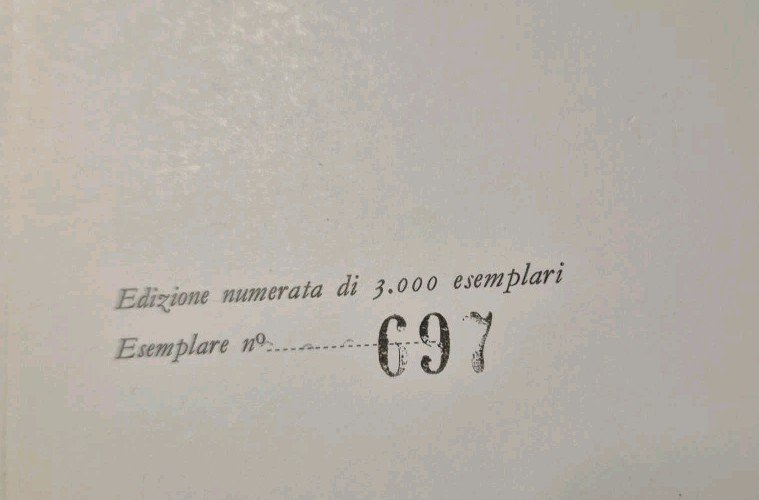 Edizione numerata di 3.000 esemplari
Esemplare nº 697